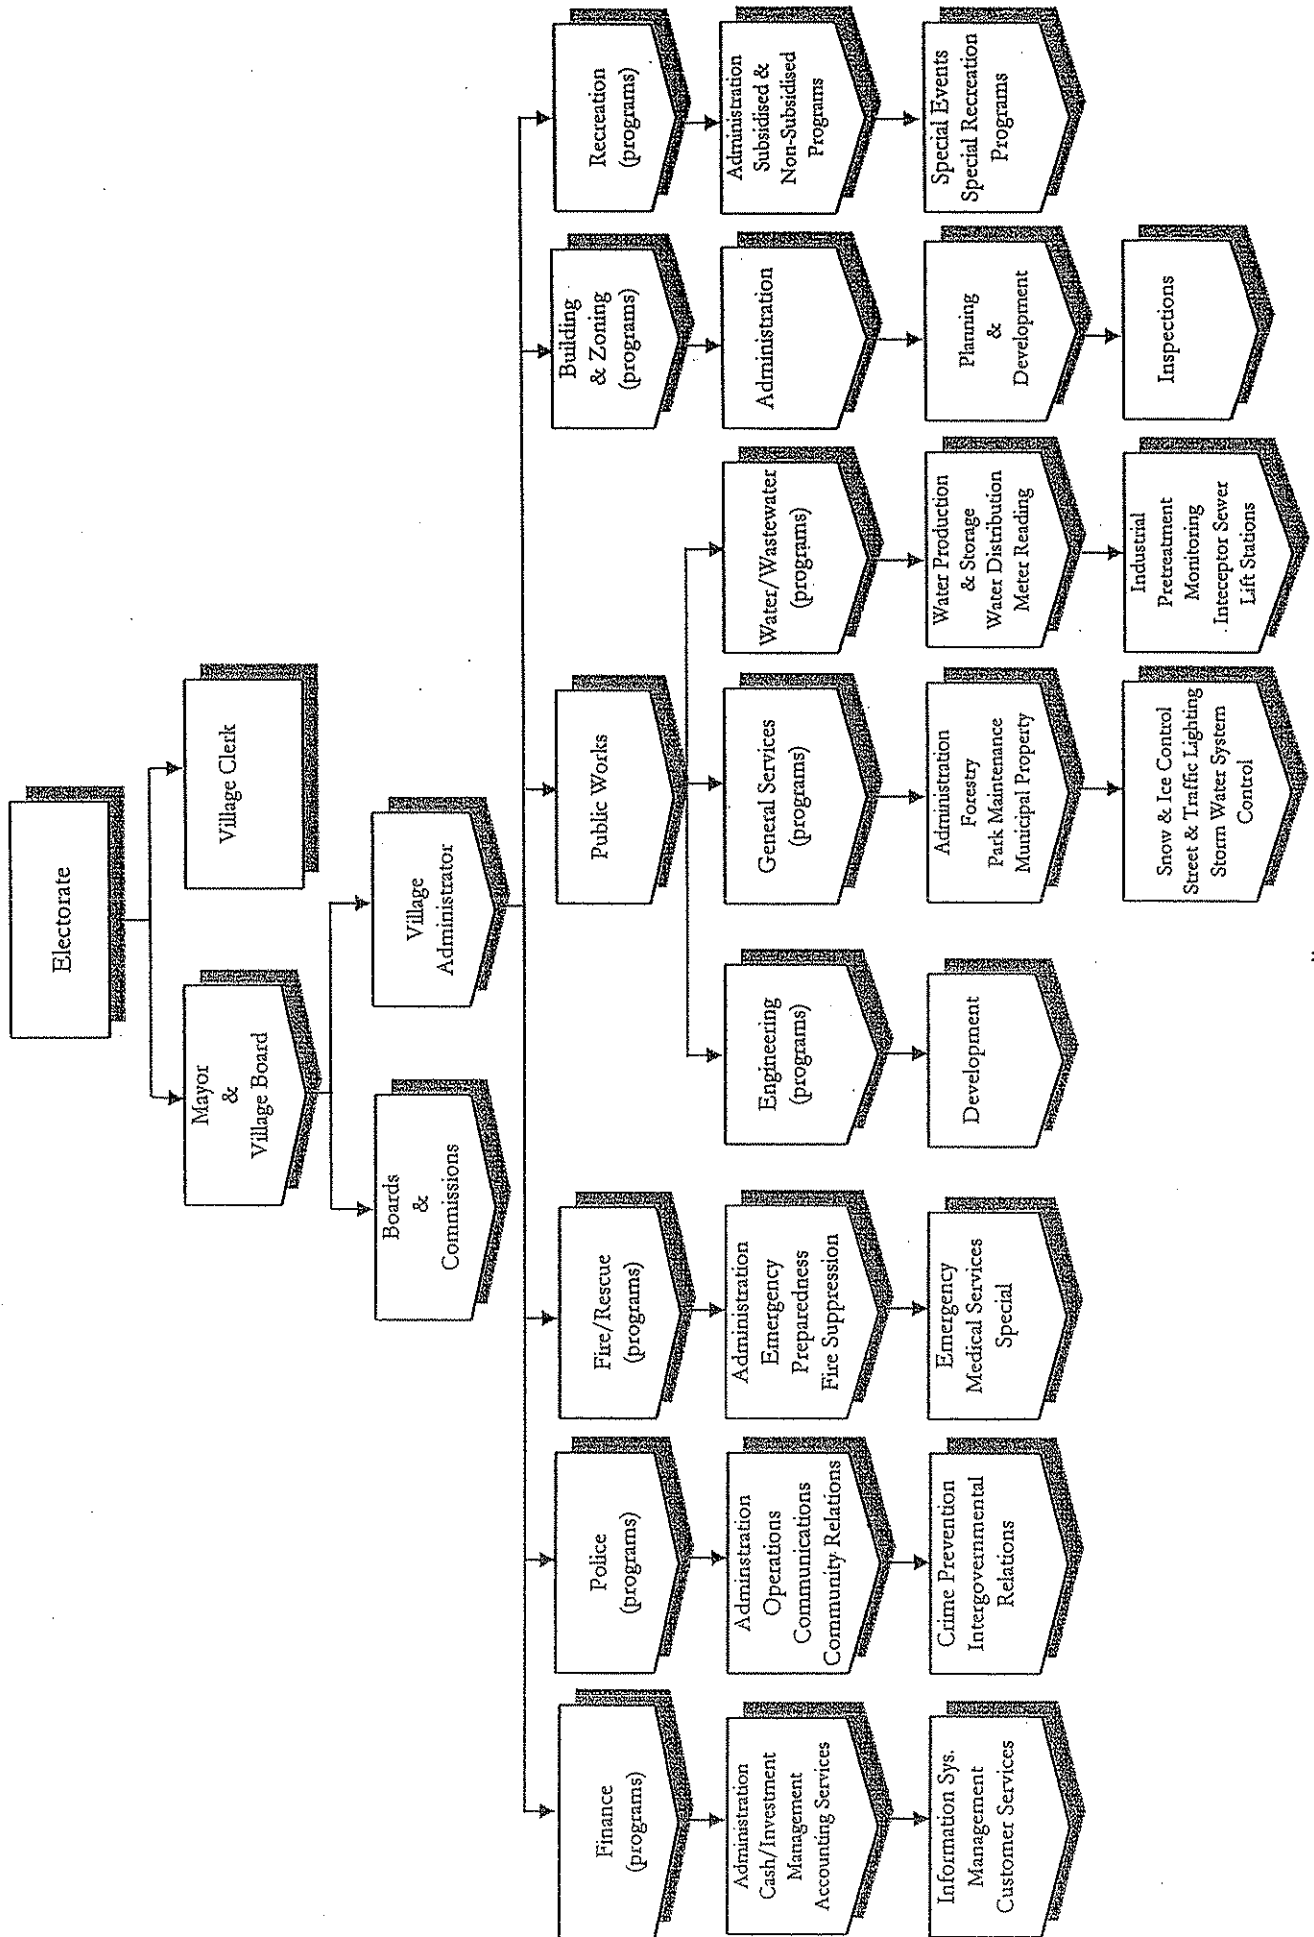 Electorate
Mayor
&
Village Board
Village Clerk
Boards
&
Commissions
Village
Administrator
Finance
(programs)
Police
(programs)
Fire/Rescue
(programs)
Public Works
Building
& Zoning
(programs)
Recreation
(programs)
Administration
Cash/Investment
Management
Accounting Services
Adminstration
Operations
Communications
Community Relations
Administration
Emergency
Preparedness
Fire Suppression
Engineering
(programs)
General Services
(programs)
Water/Wastewater
(programs)
Administration
Administration
Subsidised &
Non-Subsidised
Programs
Information Sys.
Management
Customer Services
Crime Prevention
Intergovernmental
Relations
Emergency
Medical Services
Special
Development
Administration
Forestry
Park Maintenance
Municipal Property
Water Production
& Storage
Water Distribution
Meter Reading
Planning
&
Development
Special Events
Special Recreation
Programs
Snow & Ice Control
Street & Traffic Lighting
Storm Water System
Control
Industrial
Pretreatment
Monitoring
Inteceptor Sewer
Lift Stations
Inspections